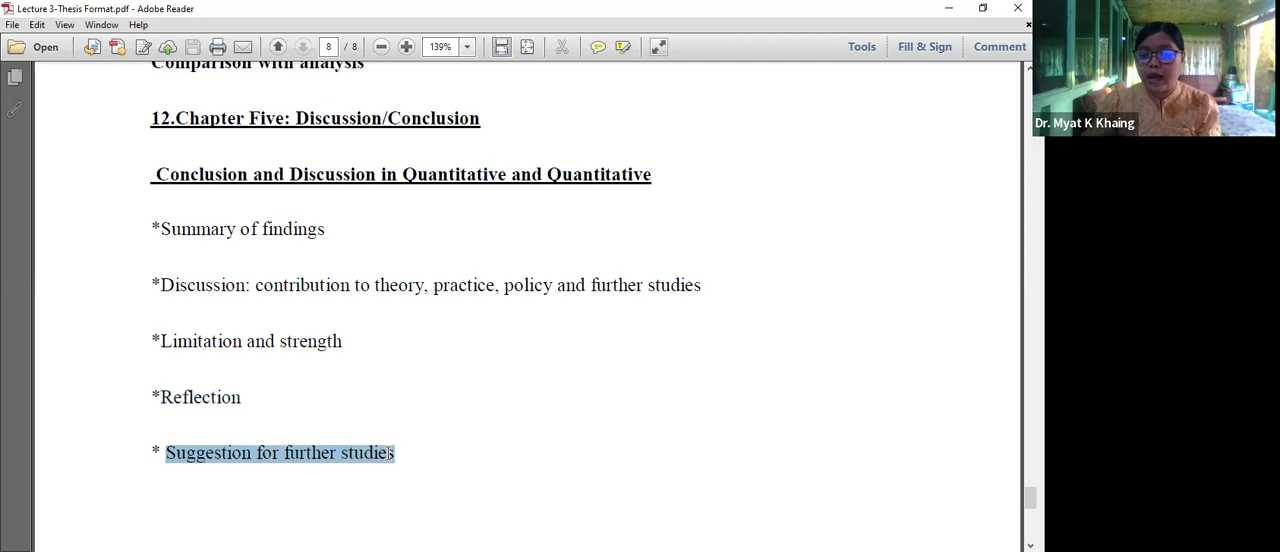 Lecture 3-Thesis Format.pdf - Adobe Reader
File Edit View Window Help
Open 8 / 8 139% Tools Fill & Sign Comment
Comparison with analysis
12.Chapter Five: Discussion/Conclusion
Conclusion and Discussion in Quantitative and Quantitative
*Summary of findings
*Discussion: contribution to theory, practice, policy and further studies
*Limitation and strength
*Reflection
* Suggestion for further studies
Dr. Myat K Khaing